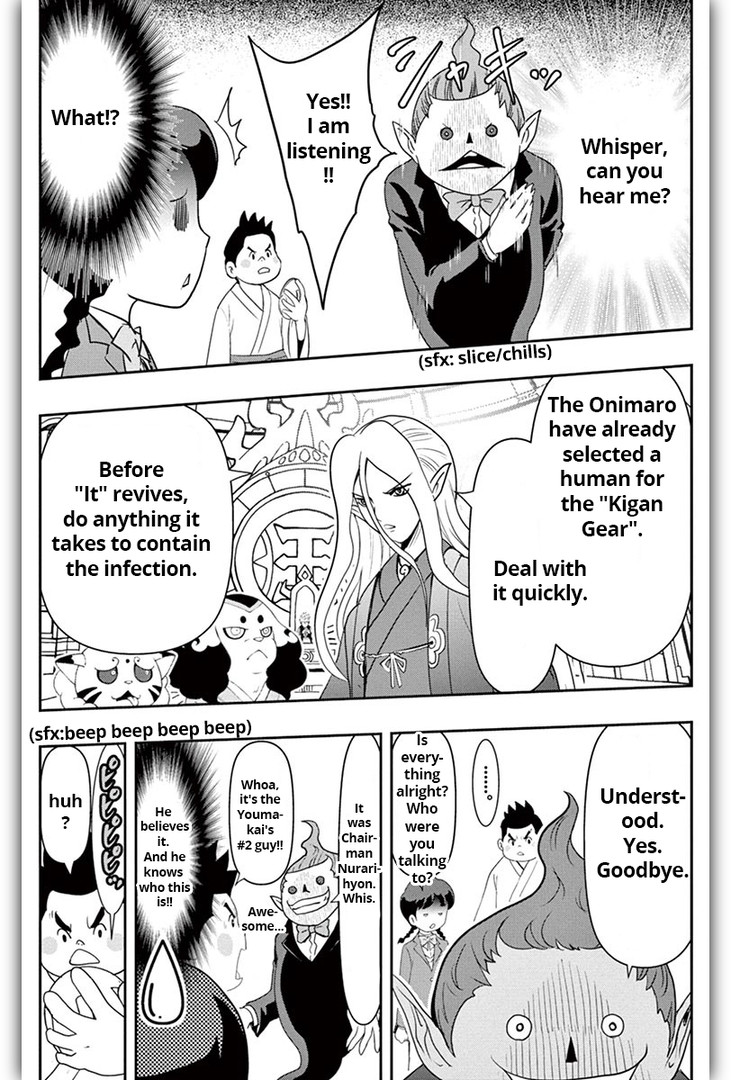 Whisper,
can you
hear me?
シャキッ
Yes!!
I am
listening
!!
What!?
(sfx: slice/chills)
The Onimaro
have already
selected a
human for
the "Kigan
Gear".
Deal with
it quickly.
Before
"It" revives,
do anything it
takes to contain
the infection.
Underst-
ood.
Yes.
Goodbye.
......
Is
every-
thing
alright?
Who
were
you
talking
to?
It
was
Chair-
man
Nurari-
hyon.
Whis.
Whoa,
it's the
Youma-
kai's
#2 guy!!
Awe-
some...
He
believes
it.
And he
knows
who this
is!!
(sfx:beep beep beep beep)
huh
?